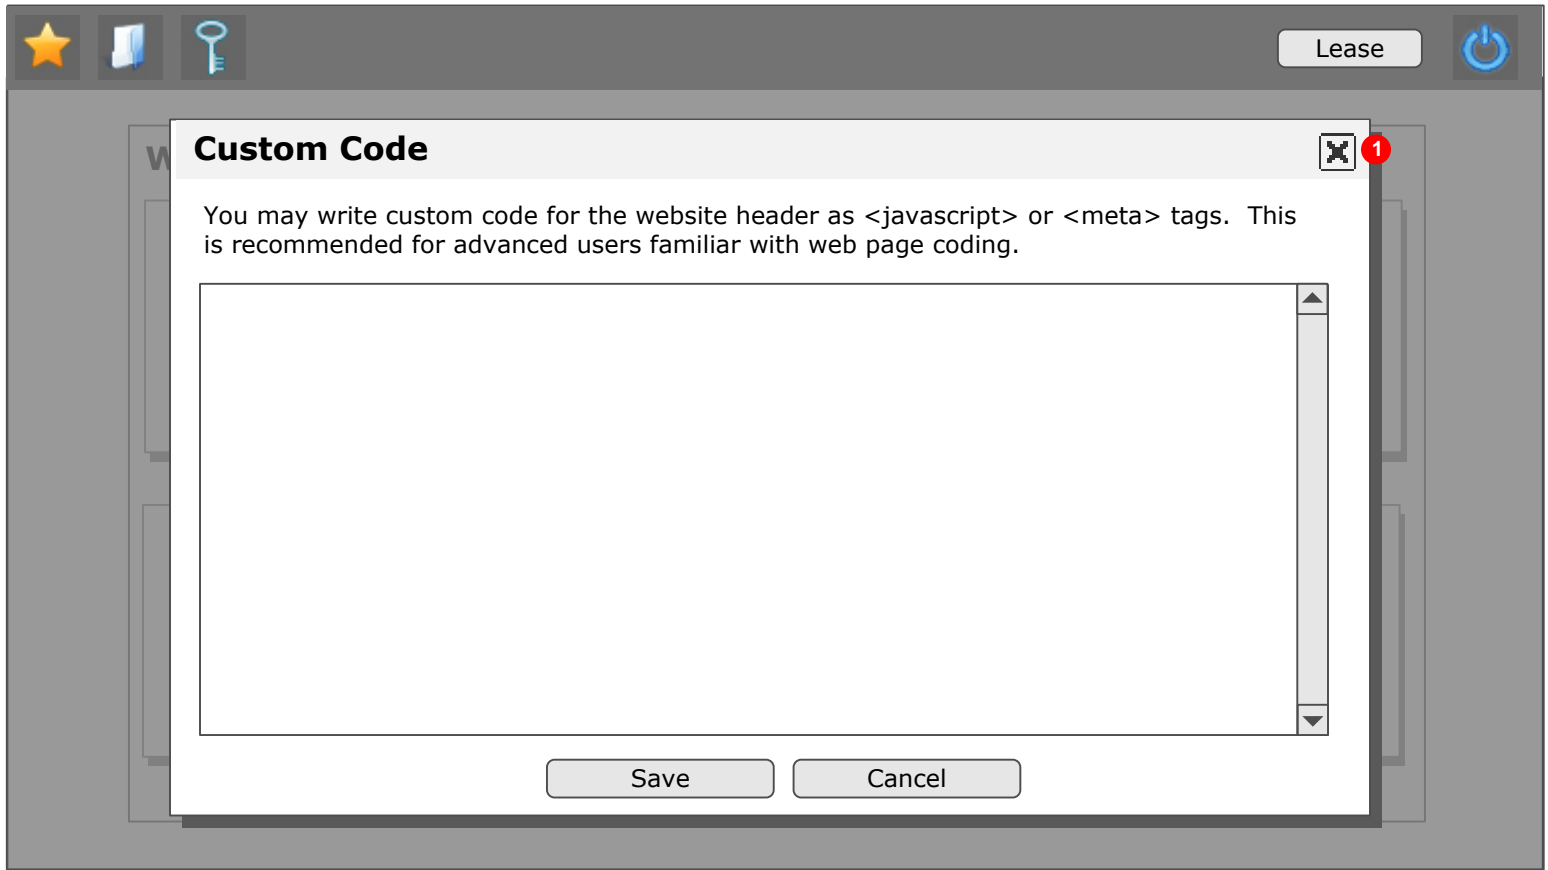 Lease
W
Custom Code
1
You may write custom code for the website header as <javascript> or <meta> tags.  This
is recommended for advanced users familiar with web page coding.
Save
Cancel